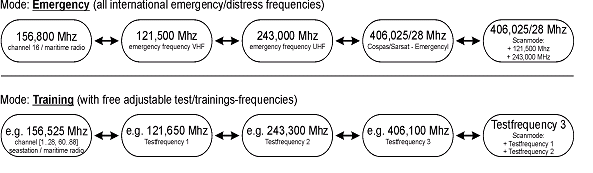 Mode: Emergency (all international emergency/distress frequencies)
156,800 Mhz
channel 16 / maritime radio
121,500 Mhz
emergency frequency VHF
243,000 Mhz
emergency frequency UHF
406,025/28 Mhz
Cospas/Sarsat - Emergencyl
406,025/28 Mhz
Scanmode:
+ 121,500 Mhz
+ 243,000 MHz
Mode: Training (with free adjustable test/trainings-frequencies)
e.g. 156,525 Mhz
channel [1..28, 60..88]
seastation / maritime radio
e.g. 121,650 Mhz
Testfrequency 1
e.g. 243,300 Mhz
Testfrequency 2
e.g. 406,100 Mhz
Testfrequency 3
Testfrequency 3
Scanmode:
+ Testfrequency 1
+ Testfrequency 2